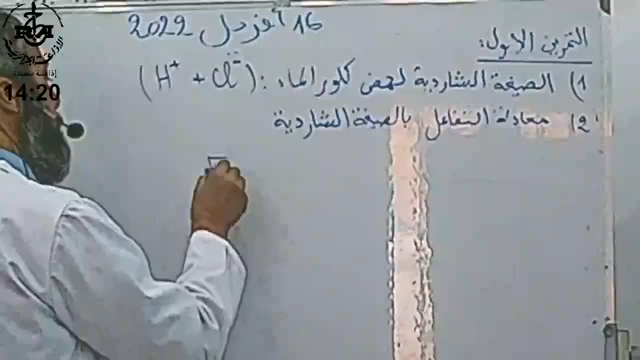 16 أفريل 2022
التمرين الأول:
1) الصيغة الشاردية لحمض كلور الماء: (H⁺ + Cl⁻)
2) معادلة التفاعل بالصيغة الشاردية
14:20